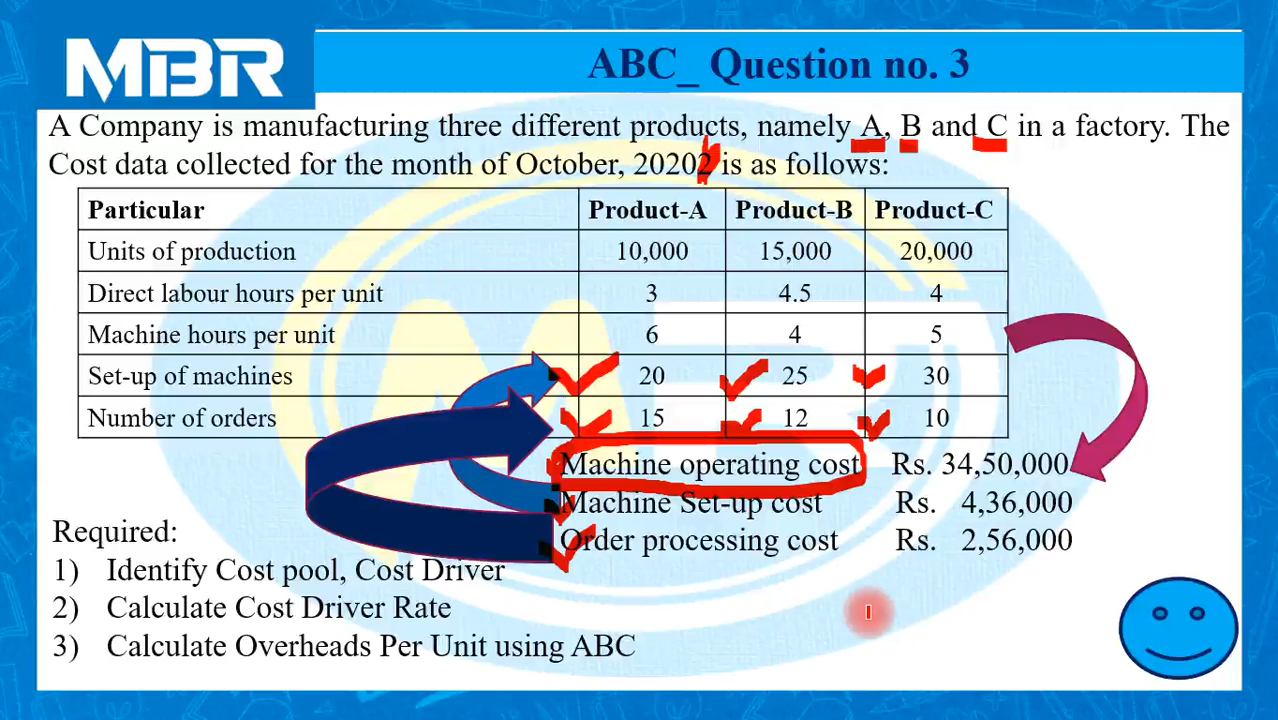 MBR
ABC_ Question no. 3
A Company is manufacturing three different products, namely A, B and C in a factory. The
Cost data collected for the month of October, 20202 is as follows:
Particular Product-A Product-B Product-C
Units of production 10,000 15,000 20,000
Direct labour hours per unit 3 4.5 4
Machine hours per unit 6 4 5
Set-up of machines 20 25 30
Number of orders 15 12 10
Machine operating cost Rs. 34,50,000
Machine Set-up cost Rs. 4,36,000
Order processing cost Rs. 2,56,000
Required:
1) Identify Cost pool, Cost Driver
2) Calculate Cost Driver Rate
3) Calculate Overheads Per Unit using ABC